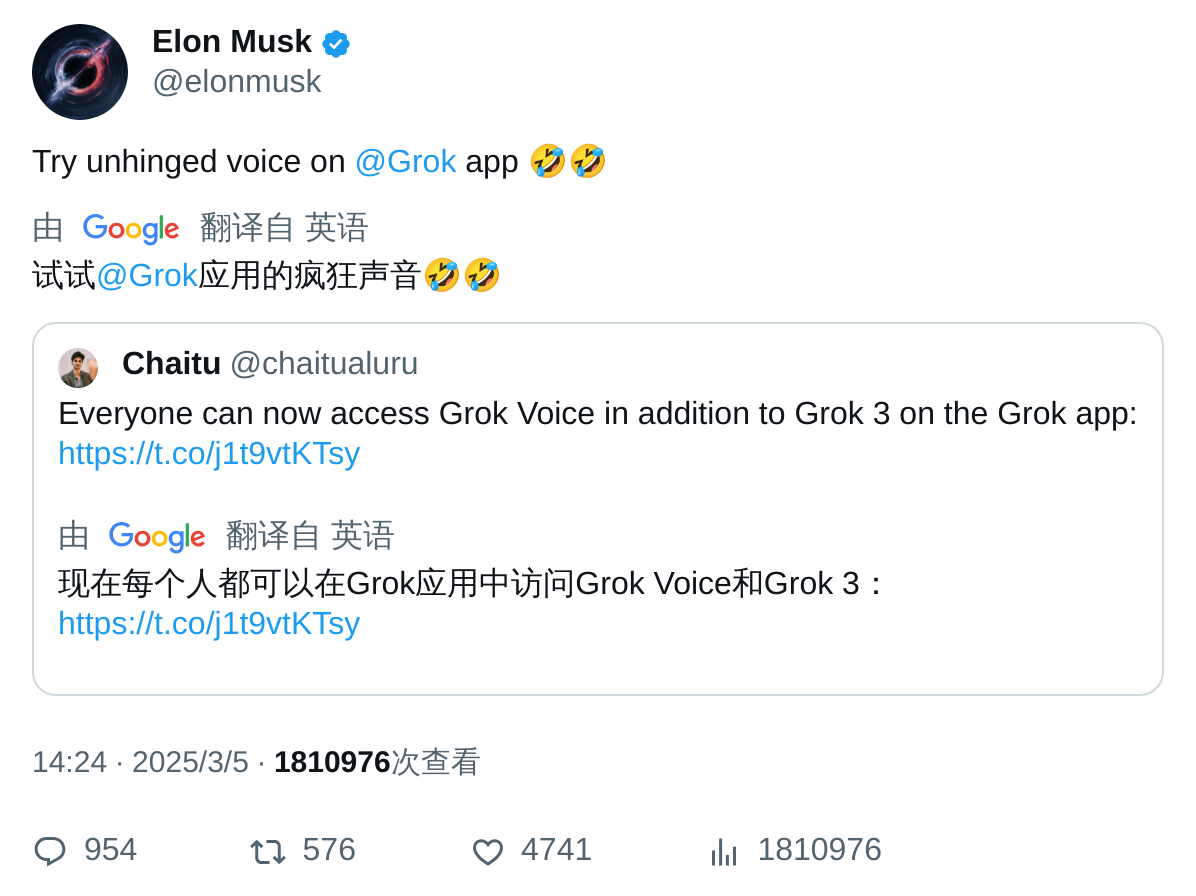 Elon Musk
@elonmusk
Try unhinged voice on @Grok app 🤣🤣
由 Google 翻译自 英语
试试@Grok应用的疯狂声音🤣🤣
Chaitu @chaitualuru
Everyone can now access Grok Voice in addition to Grok 3 on the Grok app:
https://t.co/j1t9vtKTsy
由 Google 翻译自 英语
现在每个人都可以在Grok应用中访问Grok Voice和Grok 3：
https://t.co/j1t9vtKTsy
14:24 · 2025/3/5 · 1810976次查看
954 576 4741 1810976